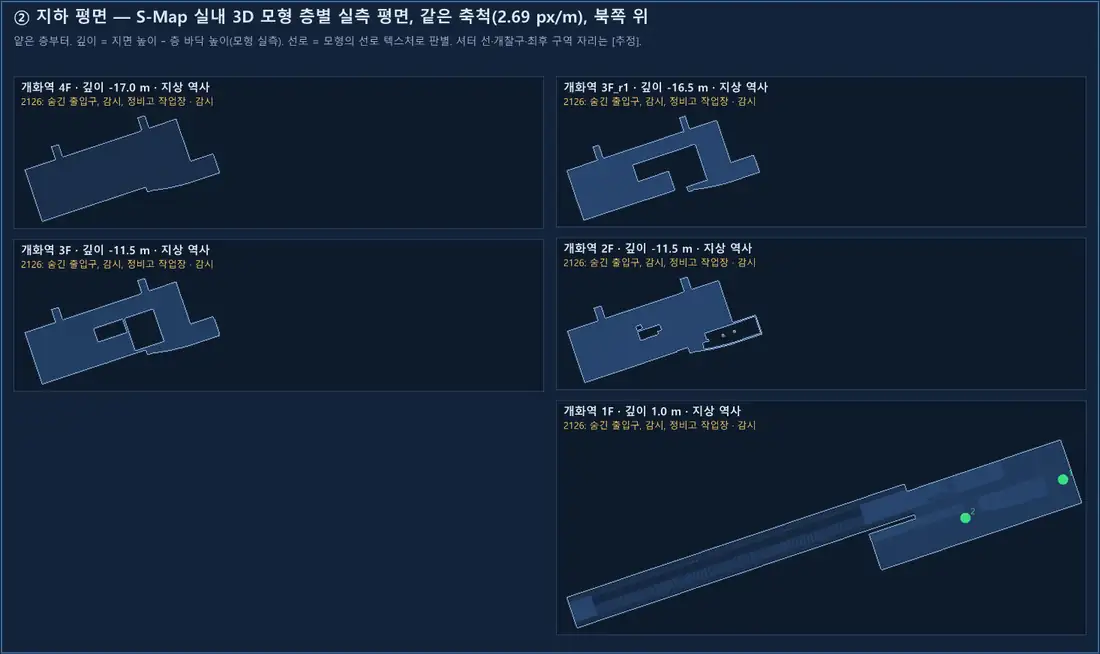 ② 지하 평면 — S-Map 실내 3D 모형 층별 실측 평면, 같은 축척(2.69 px/m), 북쪽 위
얕은 층부터. 깊이 = 지면 높이 − 층 바닥 높이(모형 실측). 선로 = 모형의 선로 텍스처로 판별. 셔터 선·개찰구·최후 구역 자리는 [추정].
개화역 4F · 깊이 -17.0 m · 지상 역사
2126: 숨긴 출입구, 감시, 정비고 작업장 · 감시
개화역 3F_r1 · 깊이 -16.5 m · 지상 역사
2126: 숨긴 출입구, 감시, 정비고 작업장 · 감시
개화역 3F · 깊이 -11.5 m · 지상 역사
2126: 숨긴 출입구, 감시, 정비고 작업장 · 감시
개화역 2F · 깊이 -11.5 m · 지상 역사
2126: 숨긴 출입구, 감시, 정비고 작업장 · 감시
개화역 1F · 깊이 1.0 m · 지상 역사
2126: 숨긴 출입구, 감시, 정비고 작업장 · 감시
2